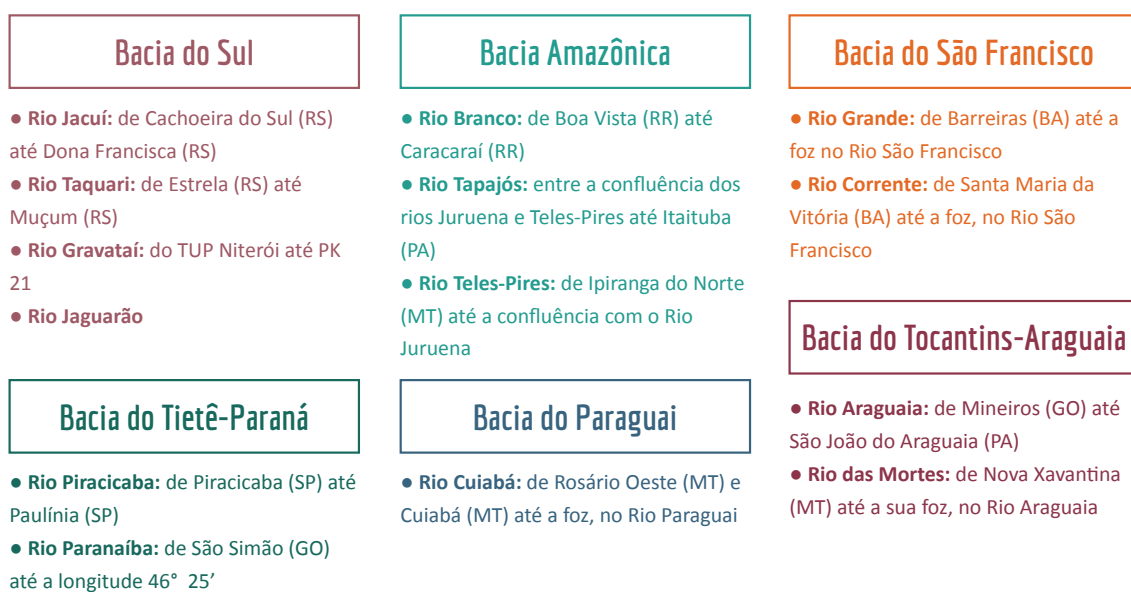 Bacia do Sul
● Rio Jacuí: de Cachoeira do Sul (RS)
até Dona Francisca (RS)
● Rio Taquari: de Estrela (RS) até
Muçum (RS)
● Rio Gravataí: do TUP Niterói até PK
21
● Rio Jaguarão
Bacia Amazônica
● Rio Branco: de Boa Vista (RR) até
Caracaraí (RR)
● Rio Tapajós: entre a confluência dos
rios Juruena e Teles-Pires até Itaituba
(PA)
● Rio Teles-Pires: de Ipiranga do Norte
(MT) até a confluência com o Rio
Juruena
Bacia do São Francisco
● Rio Grande: de Barreiras (BA) até a
foz no Rio São Francisco
● Rio Corrente: de Santa Maria da
Vitória (BA) até a foz, no Rio São
Francisco
Bacia do Tietê-Paraná
● Rio Piracicaba: de Piracicaba (SP) até
Paulínia (SP)
● Rio Paranaíba: de São Simão (GO)
até a longitude 46° 25’
Bacia do Paraguai
● Rio Cuiabá: de Rosário Oeste (MT) e
Cuiabá (MT) até a foz, no Rio Paraguai
Bacia do Tocantins-Araguaia
● Rio Araguaia: de Mineiros (GO) até
São João do Araguaia (PA)
● Rio das Mortes: de Nova Xavantina
(MT) até a sua foz, no Rio Araguaia